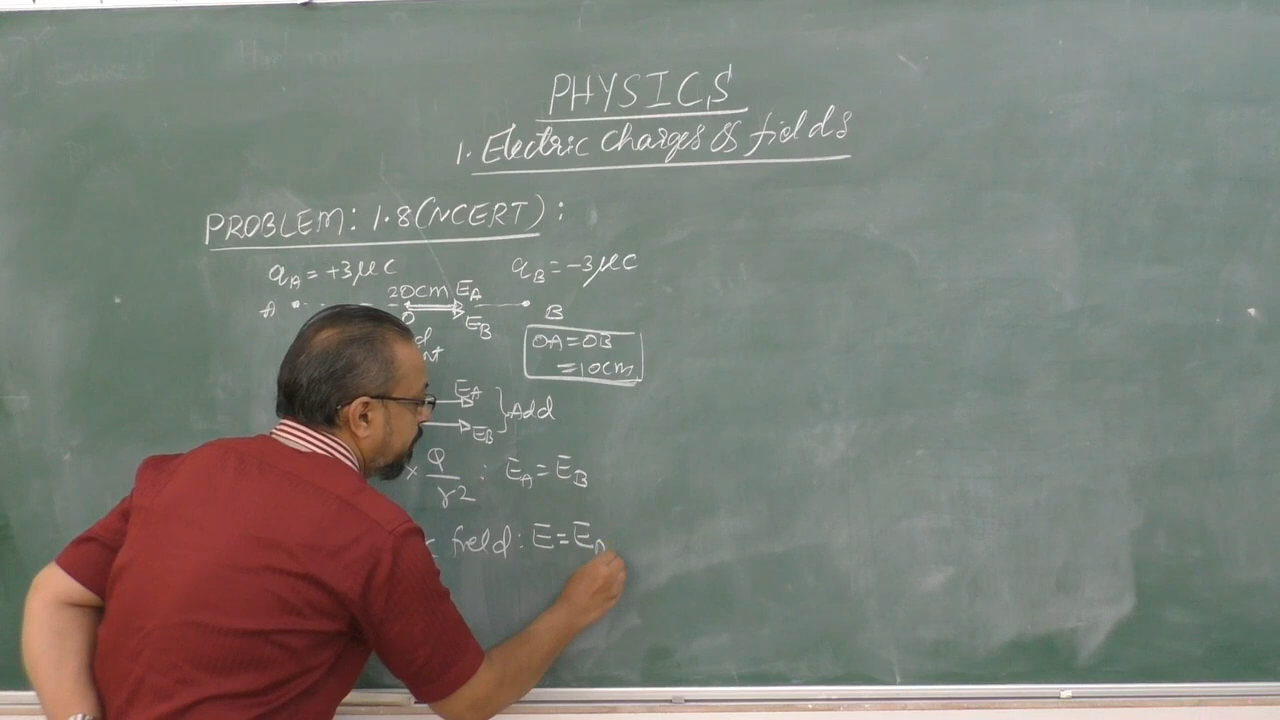 PHYSICS
1. Electric Charges & fields
PROBLEM: 1.8(NCERT):
qA = +3μC qB = -3μC
A 20cm EA B
O EB
OA=OB
=10cm
EA
EB } Add
× Q/r2 : EA = EB
field: E = EA